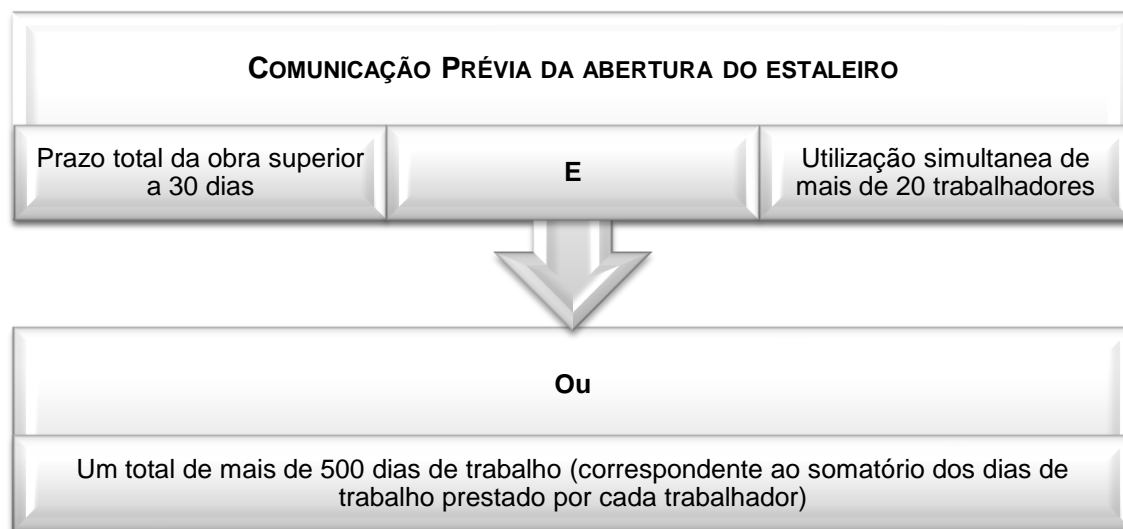 COMUNICAÇÃO PRÉVIA DA ABERTURA DO ESTALEIRO
Prazo total da obra superior
a 30 dias
E
Utilização simultanea de
mais de 20 trabalhadores
Ou
Um total de mais de 500 dias de trabalho (correspondente ao somatório dos dias de
trabalho prestado por cada trabalhador)